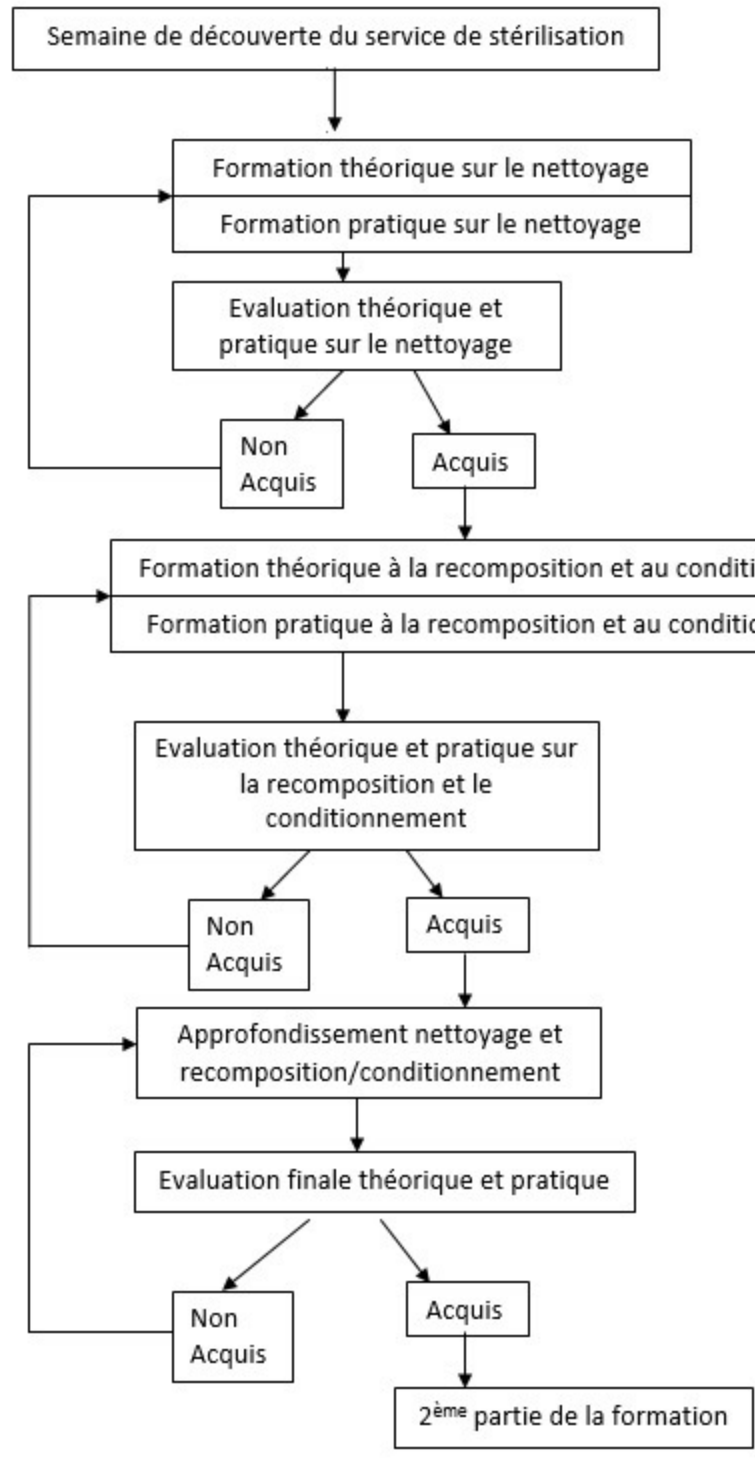 Semaine de découverte du service de stérilisation
Formation théorique sur le nettoyage
Formation pratique sur le nettoyage
Evaluation théorique et
pratique sur le nettoyage
Non
Acquis
Acquis
Formation théorique à la recomposition et au conditi
Formation pratique à la recomposition et au conditio
Evaluation théorique et pratique sur
la recomposition et le
conditionnement
Non
Acquis
Acquis
Approfondissement nettoyage et
recomposition/conditionnement
Evaluation finale théorique et pratique
Non
Acquis
Acquis
2ème partie de la formation